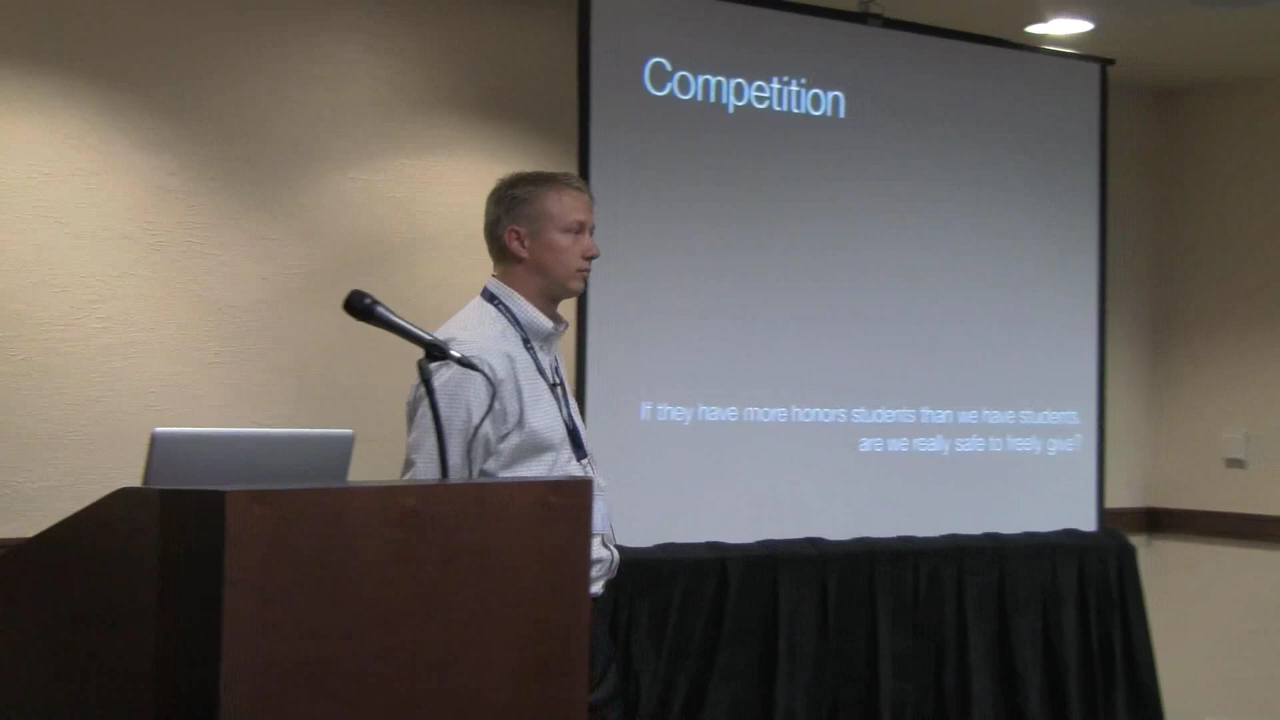 Competition
If they have more honors students than we have students,
are we really safe to freely give?